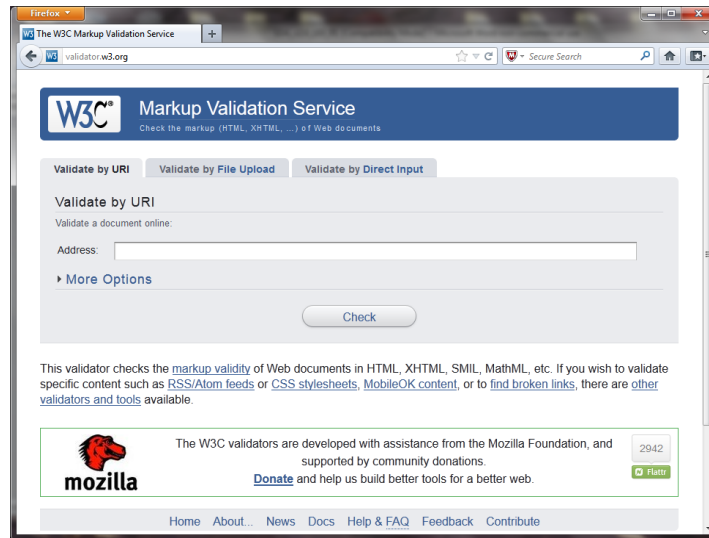 Firefox
The W3C Markup Validation Service
validator.w3.org
Secure Search
W3C®
Markup Validation Service
Check the markup (HTML, XHTML, ...) of Web documents
Validate by URI
Validate by File Upload
Validate by Direct Input
Validate by URI
Validate a document online:
Address:
More Options
Check
This validator checks the markup validity of Web documents in HTML, XHTML, SMIL, MathML, etc. If you wish to validate
specific content such as RSS/Atom feeds or CSS stylesheets, MobileOK content, or to find broken links, there are other
validators and tools available.
mozilla
The W3C validators are developed with assistance from the Mozilla Foundation, and
supported by community donations.
Donate and help us build better tools for a better web.
2942
Flattr
Home About... News Docs Help & FAQ Feedback Contribute